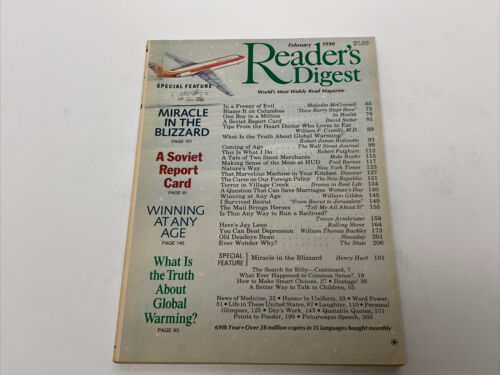 February 1990
Reader's
Digest
World's Most Widely Read Magazine
SPECIAL FEATURE
MIRACLE
IN THE
BLIZZARD
PAGE 101
A Soviet
Report
Card
PAGE 81
WINNING
AT ANY
AGE
PAGE 145
What Is
the Truth
About
Global
Warming?
PAGE 93
In a Frenzy of Evil Malcolm McConnell 65
Blame It on Columbus "Dave Barry Slept Here" 72
One Boy in a Million In Health 76
A Soviet Report Card David Satter 81
Tips From the Heart Doctor Who Loves to Eat
William P. Castelli, M.D. 89
What Is the Truth About Global Warming?
Robert James Bidinotto 93
Coming of Age The Wall Street Journal 99
This Is What I Do Robert Fulghum 112
A Tale of Two Smut Merchants Mike Royko 115
Making Sense of the Mess at HUD Fred Barnes 117
Nature's Way New York Times 123
That Marvelous Machine in Your Kitchen Discover 127
The Curse on Our Foreign Policy The New Republic 131
Terror in Village Creek Drama in Real Life 134
A Question That Can Save Marriages Woman's Day 140
Winning at Any Age William Gildea 145
I Survived Beirut "From Beirut to Jerusalem" 149
The Mail Brings Heroes "Tell Me All About It" 155
Is This Any Way to Run a Railroad?
Trevor Armbrister 159
Here's Jay Leno Rolling Stone 164
You Can Beat Depression William Thomas Buckley 173
Old Deadeye Bean Newsday 201
Ever Wonder Why? The State 206
SPECIAL
FEATURE Miracle in the Blizzard Henry Hurt 101
The Search for Billy—Continued, 7
What Ever Happened to Common Sense?, 19
How to Make Smart Choices, 27 • Hostage! 39
A Better Way to Talk to Children, 55
News of Medicine, 23 • Humor in Uniform, 33 • Word Power,
51 • Life in These United States, 87 • Laughter, 110 • Personal
Glimpses, 125 • Day's Work, 143 • Quotable Quotes, 171
Points to Ponder, 199 • Picturesque Speech, 203
69th Year • Over 28 million copies in 15 languages bought monthly